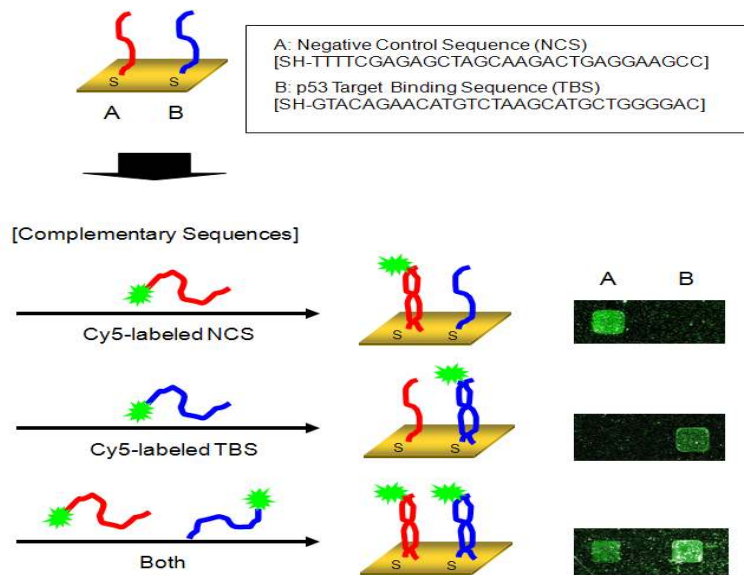 S
S
A
B
A: Negative Control Sequence (NCS)
[SH-TTTTCGAGAGCTAGCAAGACTGAGGAAGCC]
B: p53 Target Binding Sequence (TBS)
[SH-GTACAGAACATGTCTAAGCATGCTGGGGAC]
[Complementary Sequences]
A
B
Cy5-labeled NCS
S
S
Cy5-labeled TBS
S
S
Both
S
S